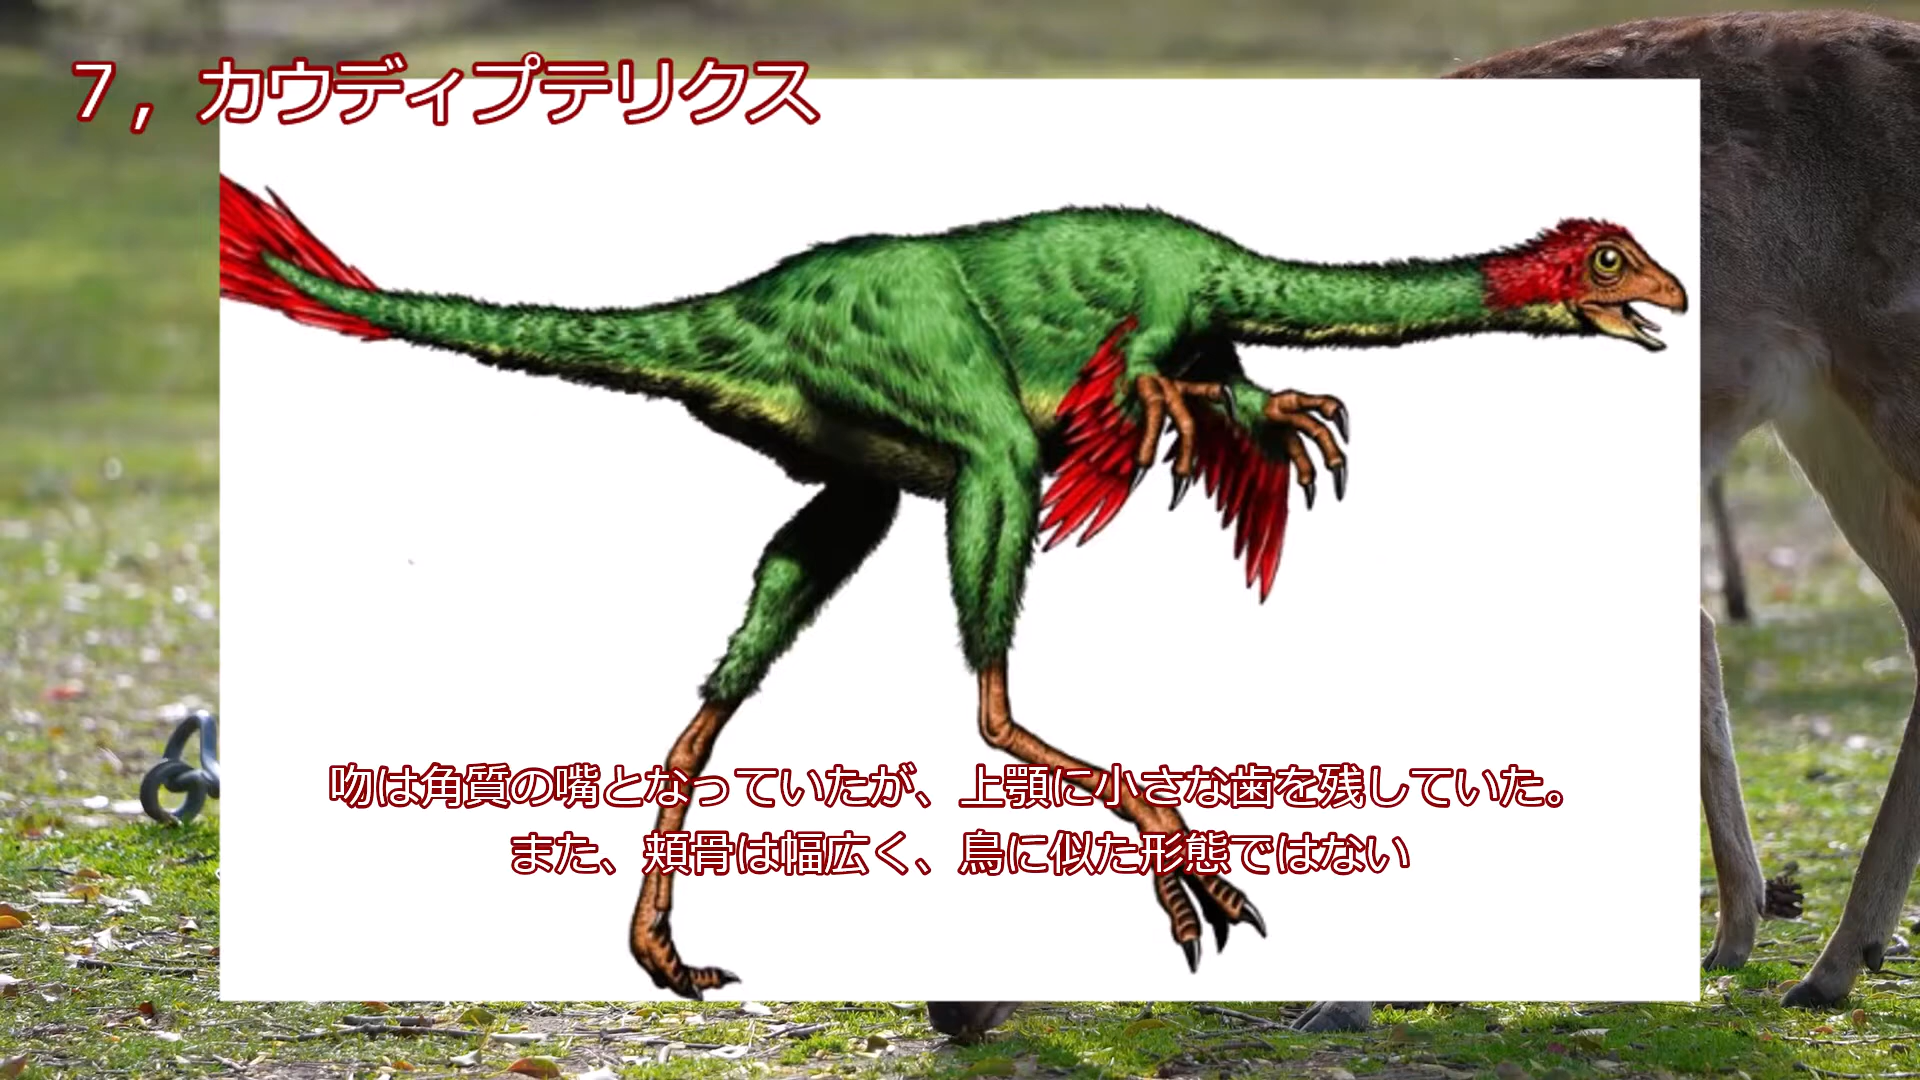 ７，カウディプテリクス
吻は角質の嘴となっていたが、上顎に小さな歯を残していた。
また、頬骨は幅広く、鳥に似た形態ではない